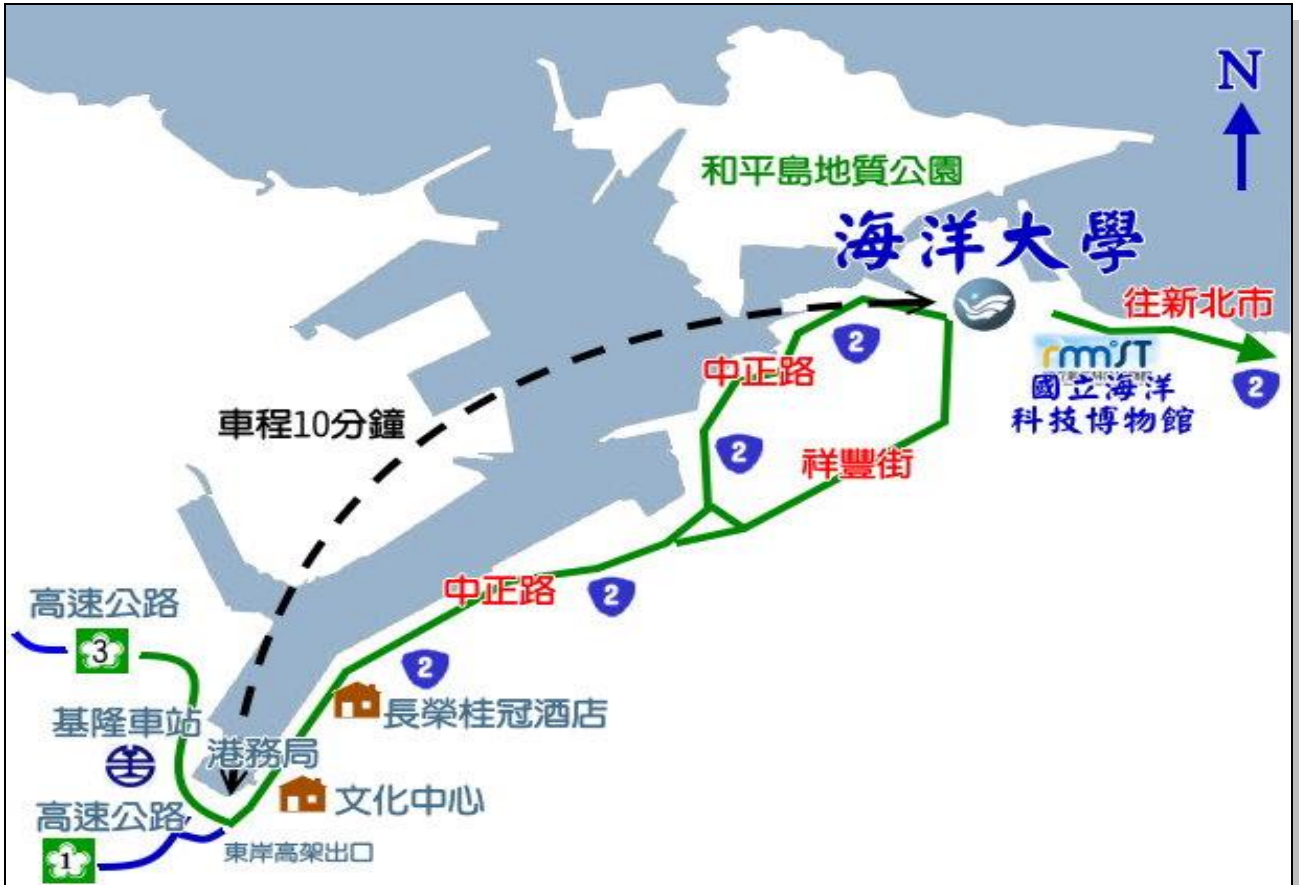 N
和平島地質公園
海洋大學
往新北市
2
rmmiST
中正路
2
國立海洋
科技博物館
車程10分鐘
2
祥豐街
高速公路
3
中正路
2
2
基隆車站
長榮桂冠酒店
港務局
文化中心
高速公路
1
東岸高架出口